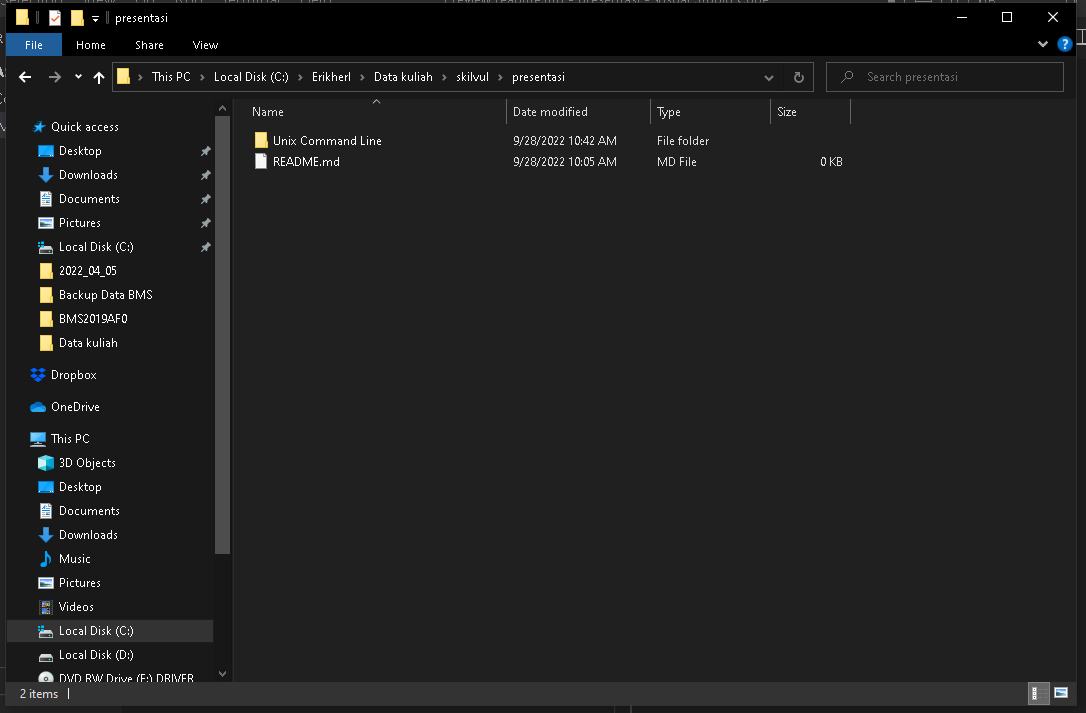 presentasi
File Home Share View
This PC Local Disk (C:) Erikherl Data kuliah skilvul presentasi
Search presentasi
Name Date modified Type Size
Unix Command Line 9/28/2022 10:42 AM File folder
README.md 9/28/2022 10:05 AM MD File 0 KB
Quick access
Desktop
Downloads
Documents
Pictures
Local Disk (C:)
2022_04_05
Backup Data BMS
BMS2019AF0
Data kuliah
Dropbox
OneDrive
This PC
3D Objects
Desktop
Documents
Downloads
Music
Pictures
Videos
Local Disk (C:)
Local Disk (D:)
DVD RW Drive (F:) DRIVER
2 items